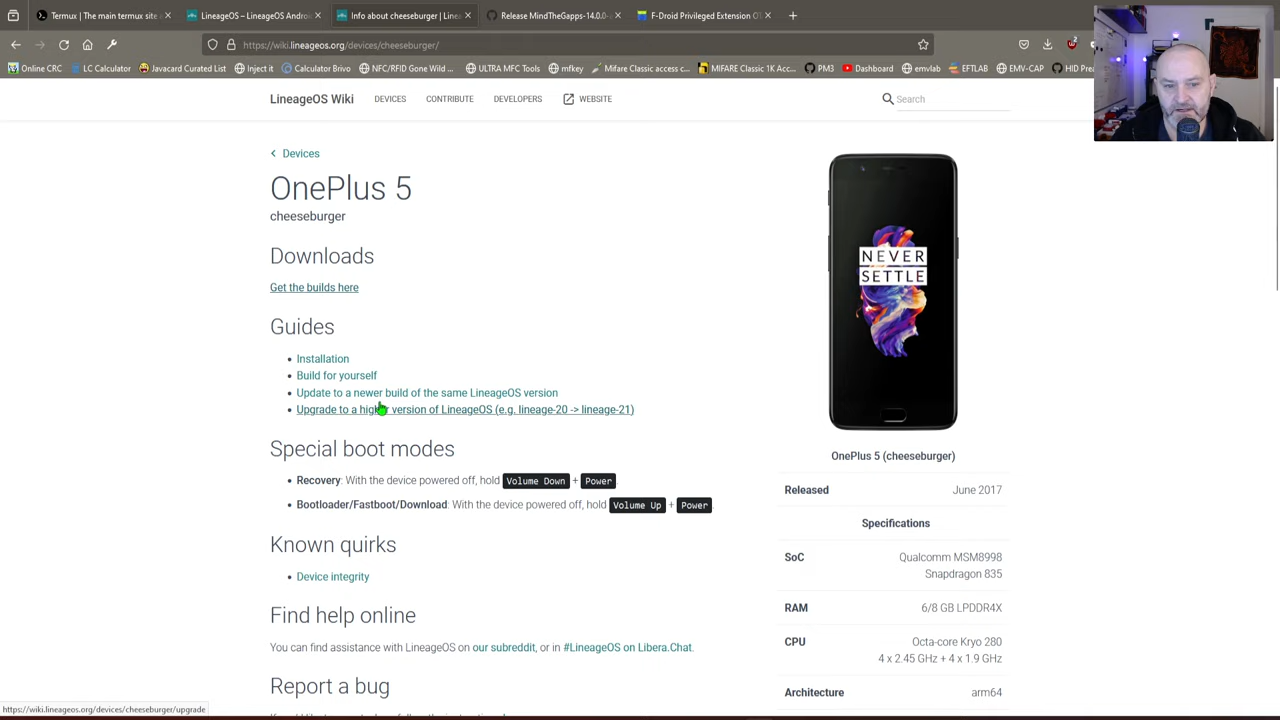 Termux | The main termux site a
LineageOS – LineageOS Androi
Info about cheeseburger | Line
Release MindTheGapps-14.0.0-
F-Droid Privileged Extension OT
https://wiki.lineageos.org/devices/cheeseburger/
Online CRC
LC Calculator
Javacard Curated List
Inject it
Calculator Brivo
NFC/RFID Gone Wild ...
ULTRA MFC Tools
mfkey
Mifare Classic access c...
MIFARE Classic 1K Acc...
PM3
Dashboard
emvlab
EFTLAB
EMV-CAP
HID Pre
LineageOS Wiki
DEVICES
CONTRIBUTE
DEVELOPERS
WEBSITE
Search
Devices
OnePlus 5
cheeseburger
Downloads
Get the builds here
Guides
Installation
Build for yourself
Update to a newer build of the same LineageOS version
Upgrade to a higher version of LineageOS (e.g. lineage-20 -> lineage-21)
Special boot modes
Recovery: With the device powered off, hold Volume Down + Power
Bootloader/Fastboot/Download: With the device powered off, hold Volume Up + Power
Known quirks
Device integrity
Find help online
You can find assistance with LineageOS on our subreddit, or in #LineageOS on Libera.Chat.
Report a bug
NEVER
SETTLE
OnePlus 5 (cheeseburger)
Released June 2017
Specifications
SoC Qualcomm MSM8998
Snapdragon 835
RAM 6/8 GB LPDDR4X
CPU Octa-core Kryo 280
4 x 2.45 GHz + 4 x 1.9 GHz
Architecture arm64
https://wiki.lineageos.org/devices/cheeseburger/upgrade